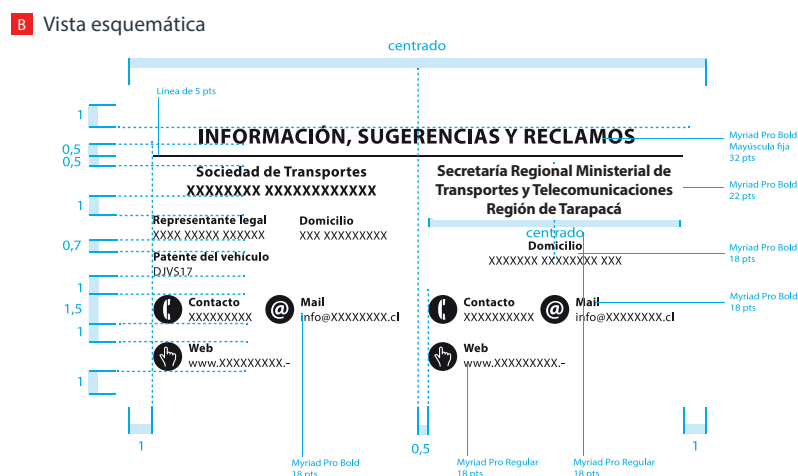 B Vista esquemática
centrado
Línea de 5 pts
1
INFORMACIÓN, SUGERENCIAS Y RECLAMOS
Myriad Pro Bold
Mayúscula fija
32 pts
0,5
0,5
Sociedad de Transportes
XXXXXXXX XXXXXXXXXXXX
Secretaría Regional Ministerial de
Transportes y Telecomunicaciones
Región de Tarapacá
Myriad Pro Bold
22 pts
1
Representante legal
XXXX XXXXX XXXXXX
Domicilio
XXX XXXXXXXXX
centrado
Domicilio
XXXXXXX XXXXXXXX XXX
Myriad Pro Bold
18 pts
0,7
Patente del vehículo
DJVS17
1
1,5
Contacto
XXXXXXXXXX
@ Mail
info@XXXXXXXX.cl
Contacto
XXXXXXXXXX
@ Mail
info@XXXXXXXX.cl
Myriad Pro Bold
18 pts
1
Web
www.XXXXXXXXX.-
Web
www.XXXXXXXXX.-
1
1
0,5
1
Myriad Pro Bold
18 pts
Myriad Pro Regular
18 pts
Myriad Pro Regular
18 pts